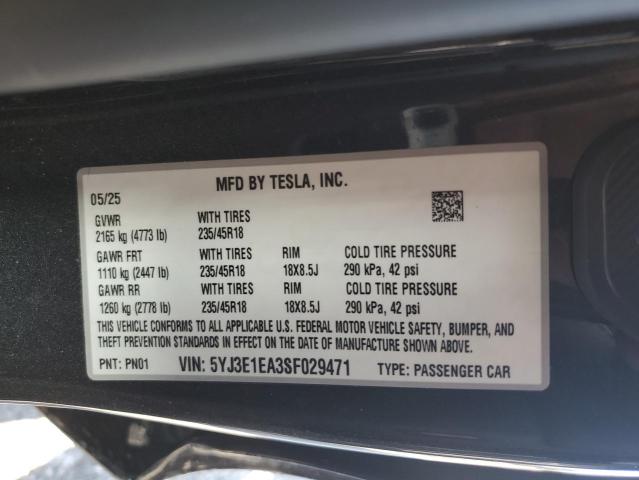 MFD BY TESLA, INC.
05/25
GVWR WITH TIRES
2165 kg (4773 lb) 235/45R18
GAWR FRT WITH TIRES RIM COLD TIRE PRESSURE
1110 kg (2447 lb) 235/45R18 18X8.5J 290 kPa, 42 psi
GAWR RR WITH TIRES RIM COLD TIRE PRESSURE
1260 kg (2778 lb) 235/45R18 18X8.5J 290 kPa, 42 psi
THIS VEHICLE CONFORMS TO ALL APPLICABLE U.S. FEDERAL MOTOR VEHICLE SAFETY, BUMPER, AND
THEFT PREVENTION STANDARDS IN EFFECT ON THE DATE OF MANUFACTURE SHOWN ABOVE.
PNT: PN01 VIN: 5YJ3E1EA3SF029471 TYPE: PASSENGER CAR